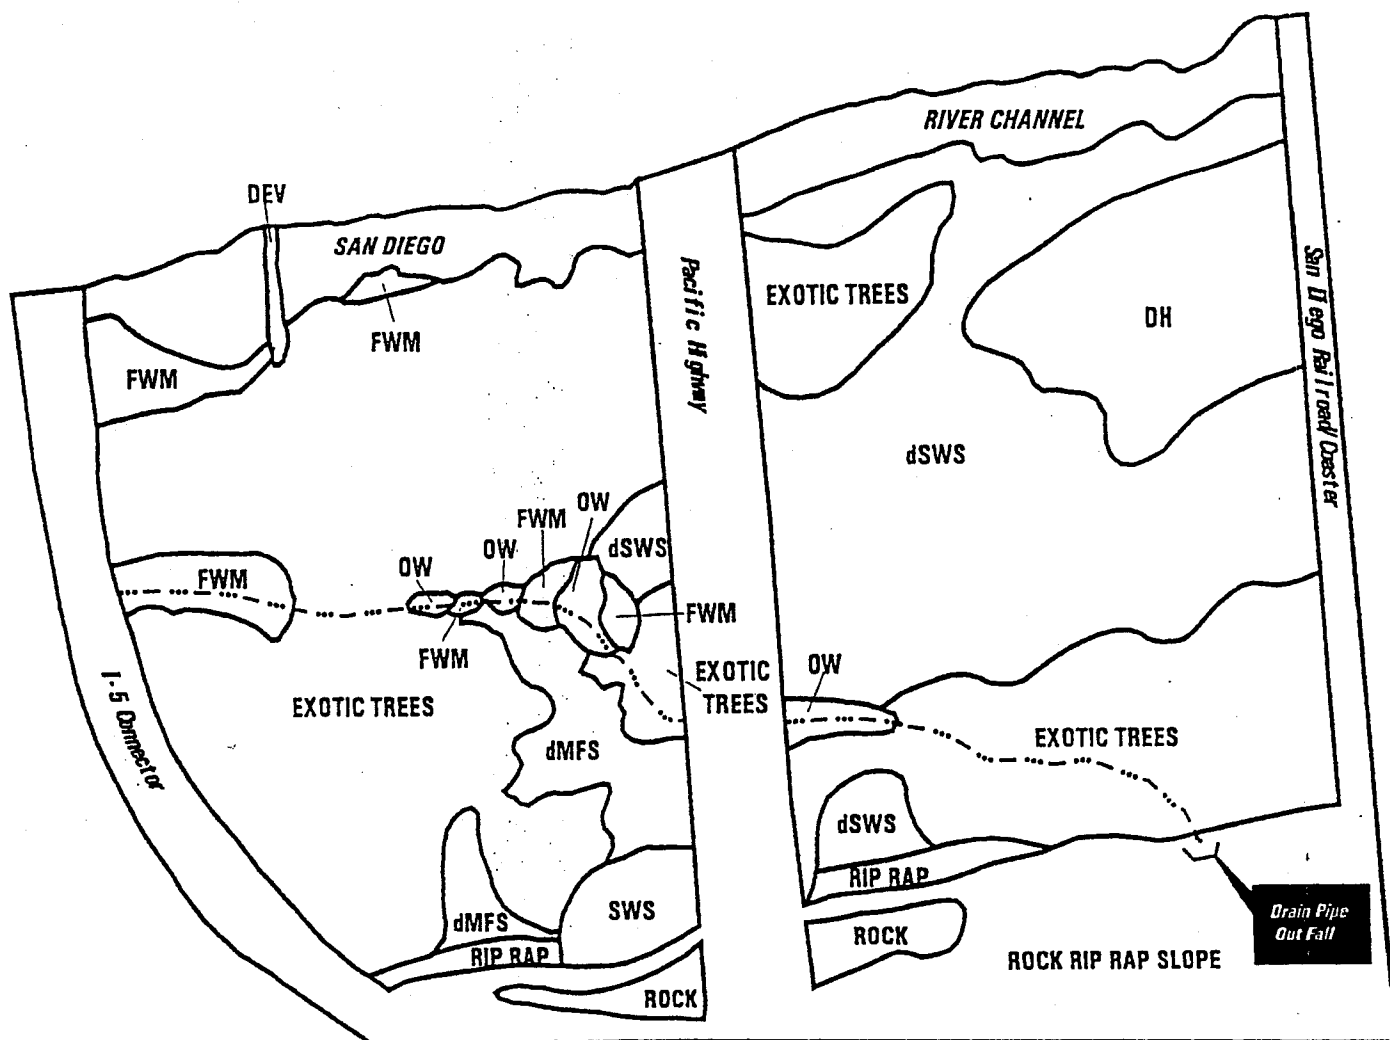 RIVER CHANNEL
DEV
SAN DIEGO
FWM
FWM
Pacific Highway
EXOTIC TREES
DH
San Diego Railroad/Coaster
dSWS
OW
FWM
OW
dSWS
OW
FWM
FWM
FWM
EXOTIC
TREES
OW
I-5 Connector
EXOTIC TREES
dMFS
EXOTIC TREES
dSWS
RIP RAP
dMFS
SWS
RIP RAP
ROCK
ROCK
ROCK RIP RAP SLOPE
Drain Pipe
Out Fall